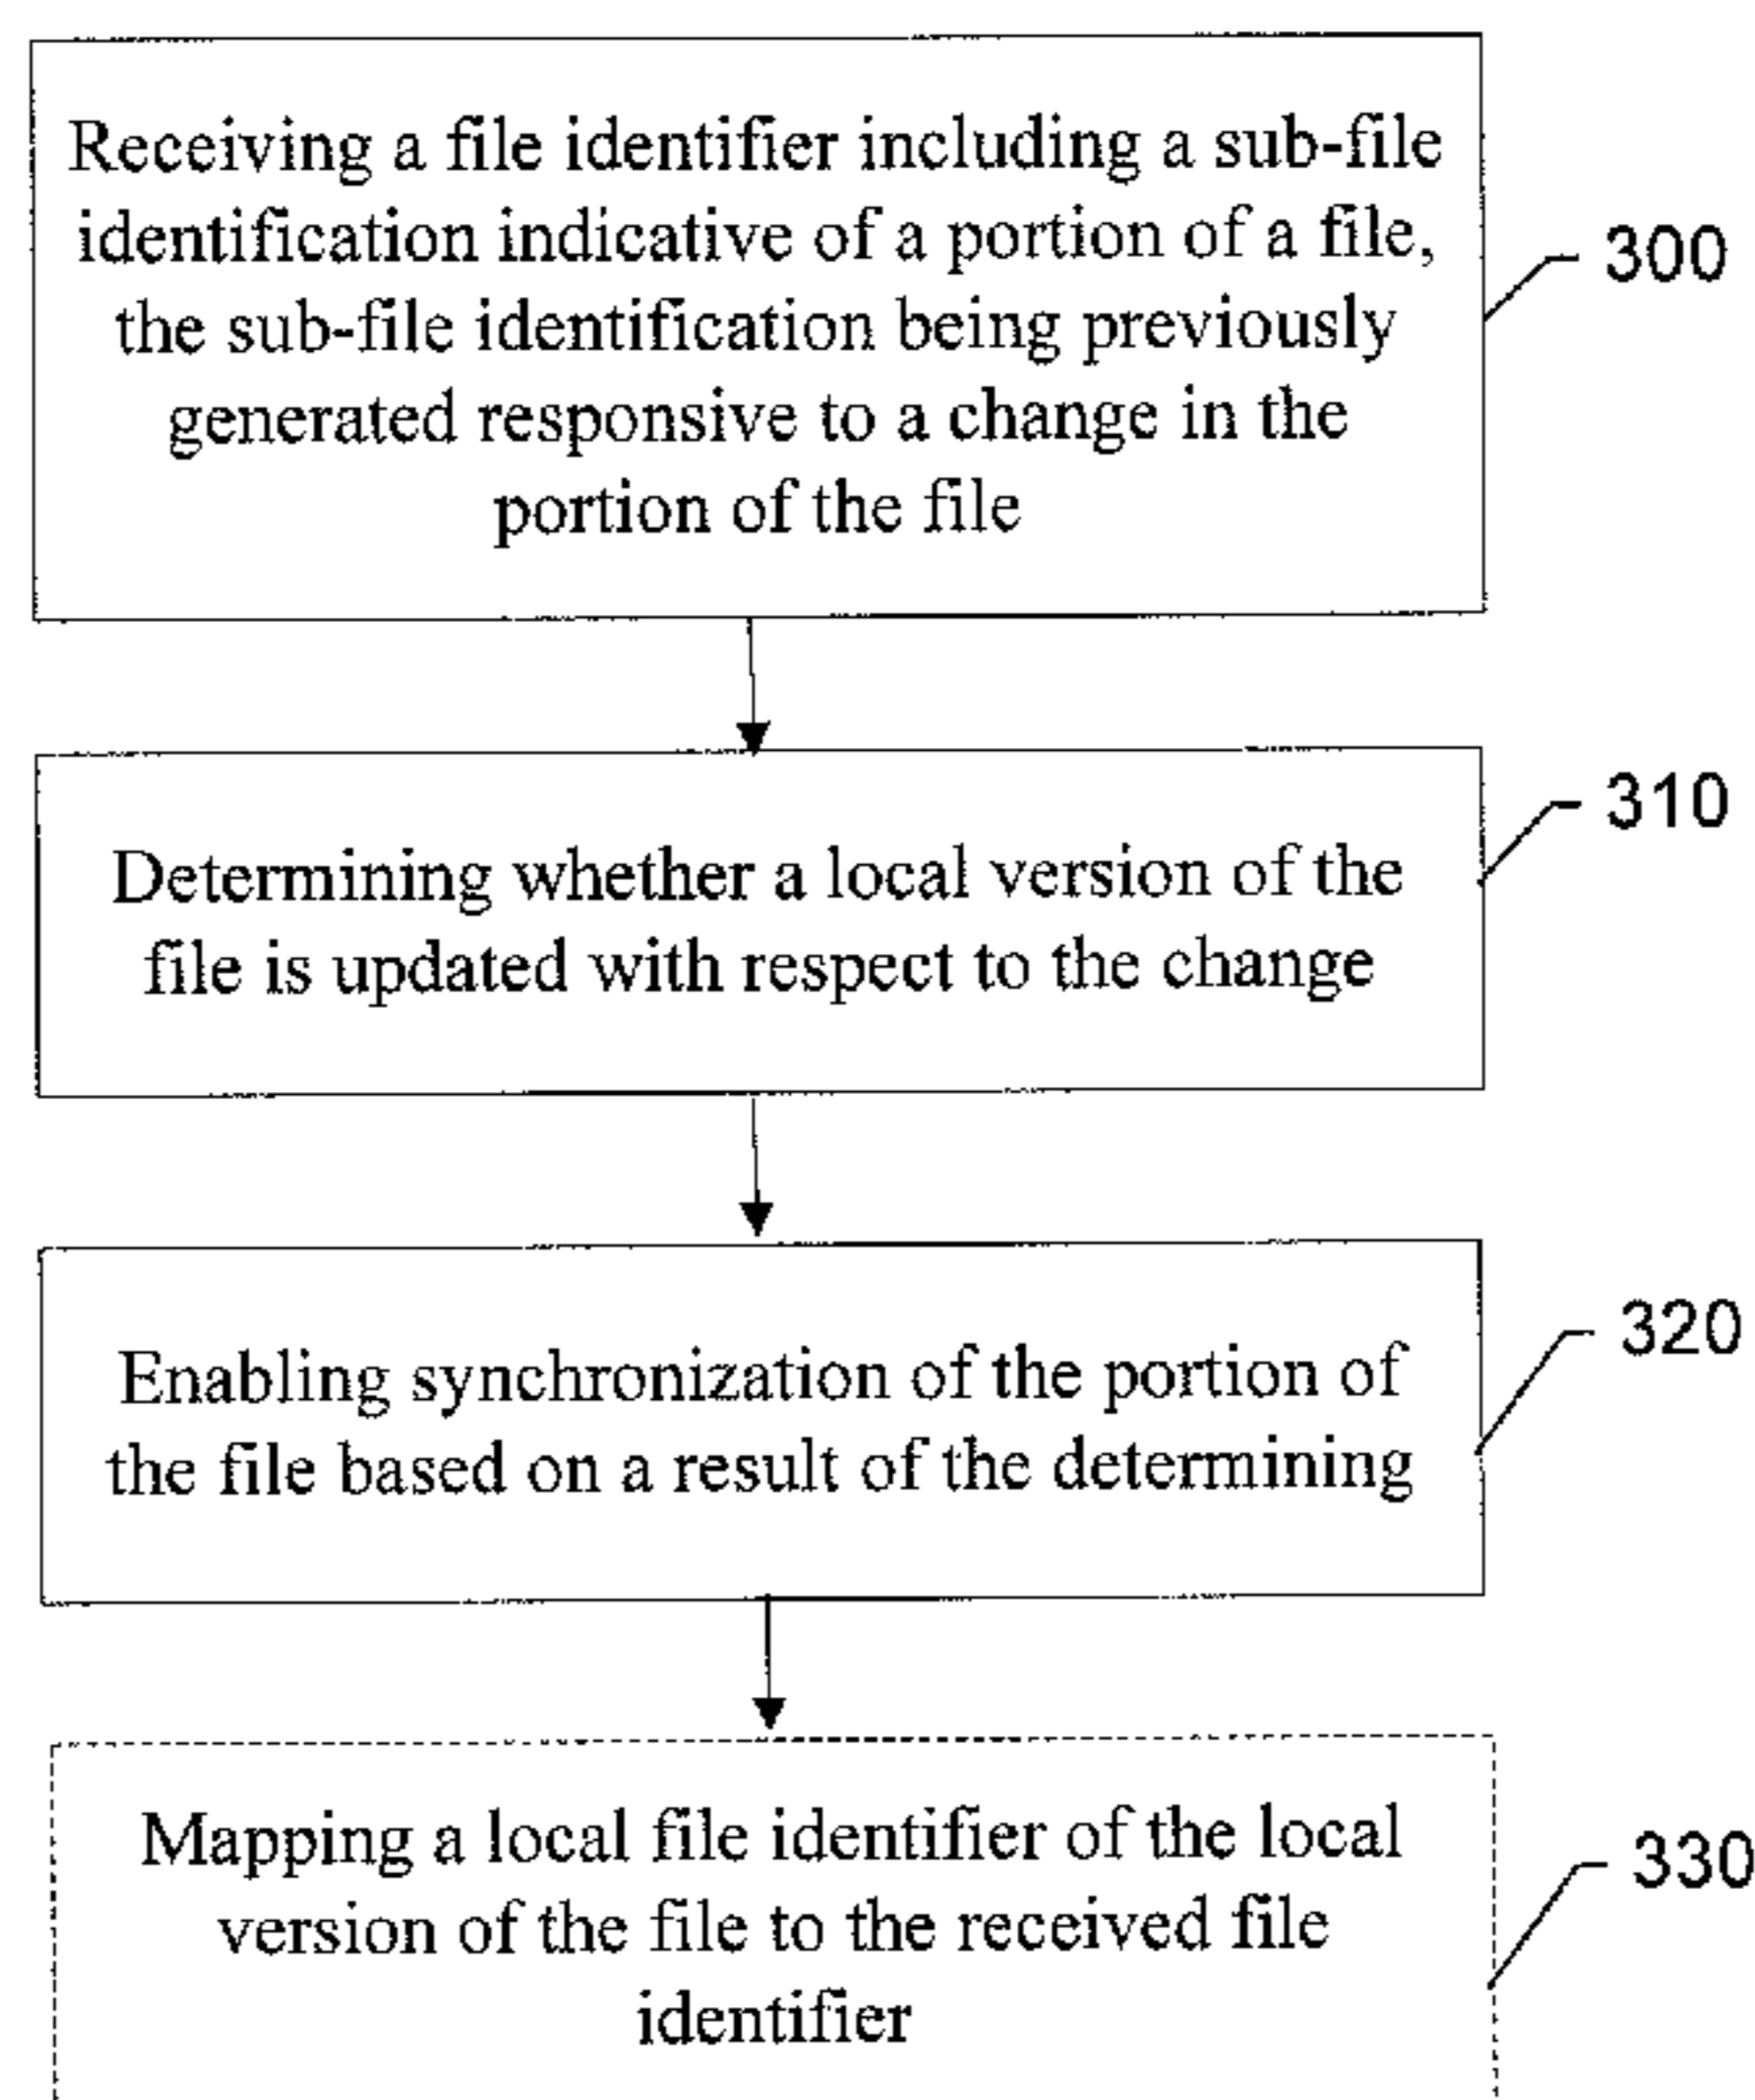 Receiving a file identifier including a sub-file
identification indicative of a portion of a file,
the sub-file identification being previously
generated responsive to a change in the
portion of the file
300
Determining whether a local version of the
file is updated with respect to the change
310
Enabling synchronization of the portion of
the file based on a result of the determining
320
Mapping a local file identifier of the local
version of the file to the received file
identifier
330